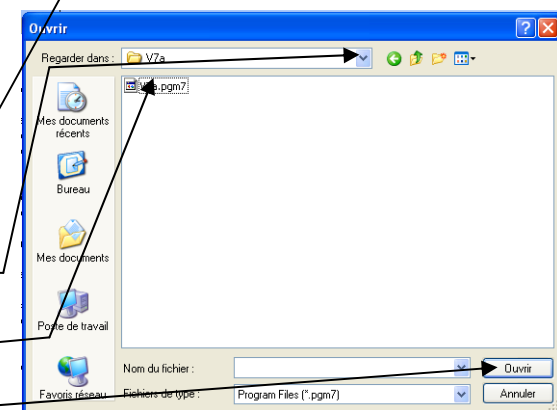 Ouvrir
Regarder dans :
V7a
.pgm7
Mes documents
récents
Bureau
Mes documents
Poste de travail
Favoris réseau
Nom du fichier :
Ouvrir
Fichiers de type :
Program Files (*.pgm7)
Annuler